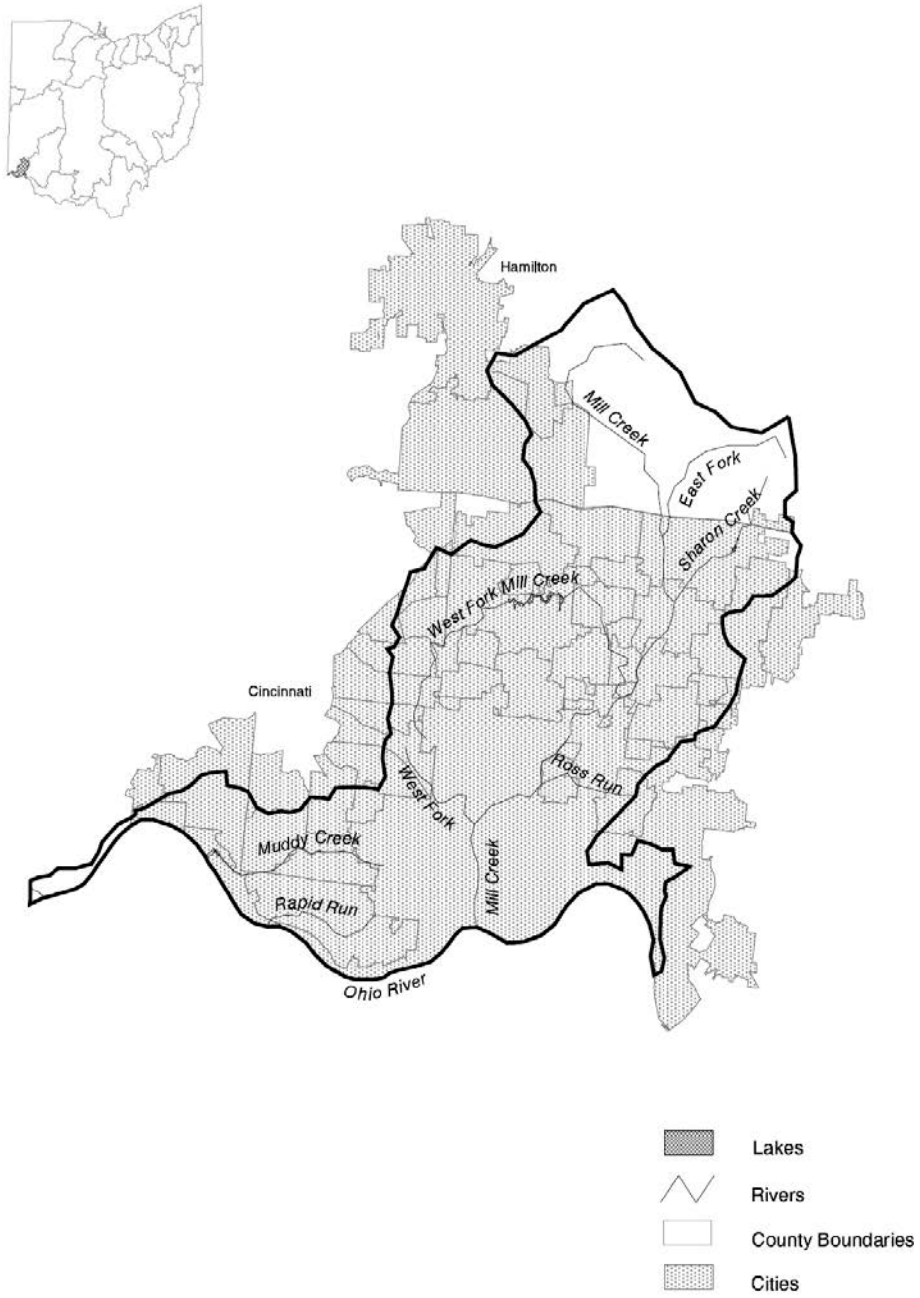 Hamilton
Mill Creek
East Fork
Sharon Creek
West Fork Mill Creek
Cincinnati
West Fork
Ross Run
Muddy Creek
Mill Creek
Rapid Run
Ohio River
Lakes
Rivers
County Boundaries
Cities